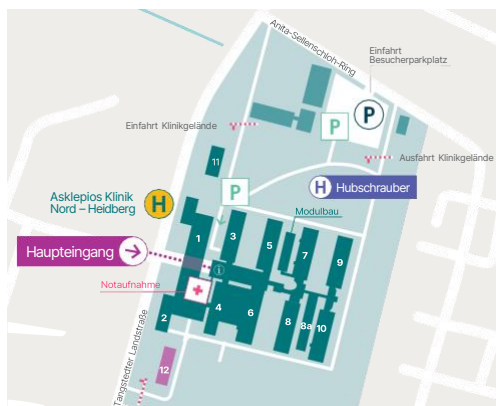 Anita-Sellenschloh-Ring
Einfahrt
Besucherparkplatz
P
P
Einfahrt Klinikgelände
Ausfahrt Klinikgelände
11
H Hubschrauber
P
Asklepios Klinik
Nord – Heidberg
H
Modulbau
1
3
5
7
9
Haupteingang
i
Notaufnahme
2
4
6
8
8a
10
12
Tangstedter Landstraße